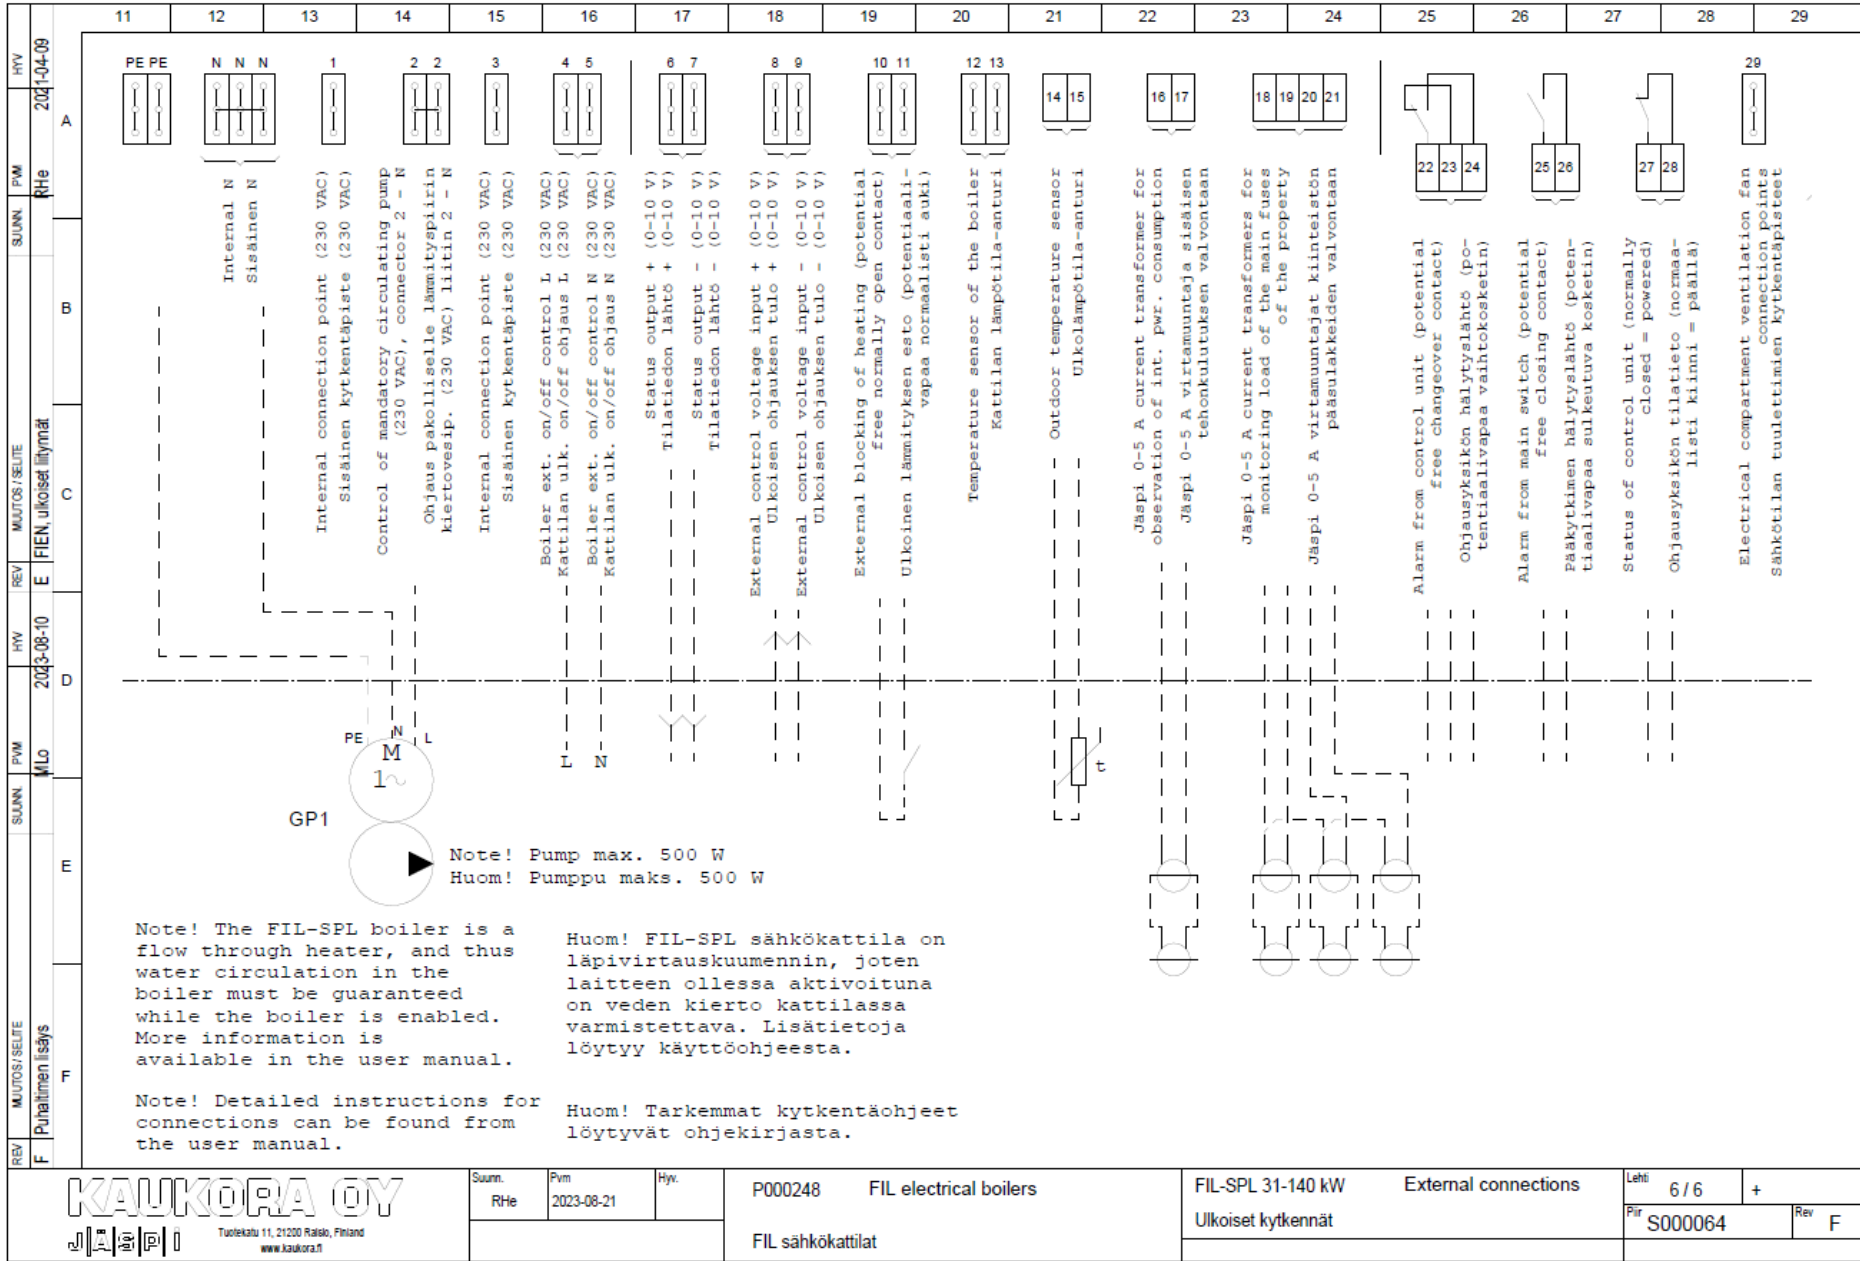 11 12 13 14 15 16 17 18 19 20 21 22 23 24 25 26 27 28 29
HYV
2021-04-09
PVM
RHe
SUUNN.
MUUTOS / SELITE
FIEN, ulkoiset liitynnät
REV
E
HYV
2023-08-10
PVM
MLo
SUUNN.
MUUTOS / SELITE
Puhaltimen lisäys
REV
F
A
B
C
D
E
F
PE PE
N N N
1
2 2
3
4 5
6 7
8 9
10 11
12 13
14 15
16 17
18 19 20 21
22 23 24
25 26
27 28
29
Internal N
Sisäinen N
Internal connection point (230 VAC)
Sisäinen kytkentäpiste (230 VAC)
Control of mandatory circulating pump
(230 VAC), connector 2 - N
Ohjaus pakolliselle lämmityspiirin
kiertovesip. (230 VAC) liitin 2 - N
Internal connection point (230 VAC)
Sisäinen kytkentäpiste (230 VAC)
Boiler ext. on/off control L (230 VAC)
Kattilan ulk. on/off ohjaus L (230 VAC)
Boiler ext. on/off control N (230 VAC)
Kattilan ulk. on/off ohjaus N (230 VAC)
Status output + (0-10 V)
Tilatiedon lähtö + (0-10 V)
Status output - (0-10 V)
Tilatiedon lähtö - (0-10 V)
External control voltage input + (0-10 V)
Ulkoisen ohjauksen tulo + (0-10 V)
External control voltage input - (0-10 V)
Ulkoisen ohjauksen tulo - (0-10 V)
External blocking of heating (potential
free normally open contact)
Ulkoinen lämmityksen esto (potentiaali-
vapaa normaalisti auki)
Temperature sensor of the boiler
Kattilan lämpötila-anturi
Outdoor temperature sensor
Ulkolämpötila-anturi
Jäspi 0-5 A current transformer for
observation of int. pwr. consumption
Jäspi 0-5 A virtamuuntaja sisäisen
tehonkulutuksen valvontaan
Jäspi 0-5 A current transformers for
monitoring load of the main fuses
of the property
Jäspi 0-5 A virtamuuntajat kiinteistön
pääsulakkeiden valvontaan
Alarm from control unit (potential
free changeover contact)
Ohjausyksikön hälytyslähtö (po-
tentiaalivapaa vaihtokosketin)
Alarm from main switch (potential
free closing contact)
Pääkytkimen hälytyslähtö (poten-
tiaalivapaa sulkeutuva kosketin)
Status of control unit (normally
closed = powered)
Ohjausyksikön tilatieto (normaa-
listi kiinni = päällä)
Electrical compartment ventilation fan
connection points
Sähkötilan tuulettimien kytkentäpisteet
PE N L
M
1~
GP1
L N
t
Note! Pump max. 500 W
Huom! Pumppu maks. 500 W
Note! The FIL-SPL boiler is a
flow through heater, and thus
water circulation in the
boiler must be guaranteed
while the boiler is enabled.
More information is
available in the user manual.
Note! Detailed instructions for
connections can be found from
the user manual.
Huom! FIL-SPL sähkökattila on
läpivirtauskuumennin, joten
laitteen ollessa aktivoituna
on veden kierto kattilassa
varmistettava. Lisätietoja
löytyy käyttöohjeesta.
Huom! Tarkemmat kytkentäohjeet
löytyvät ohjekirjasta.
KAUKORA OY
JÄSPI
Tuotekatu 11, 21200 Raisio, Finland
www.kaukora.fi
Suunn.
RHe
Pvm
2023-08-21
Hyv.
P000248 FIL electrical boilers
FIL sähkökattilat
FIL-SPL 31-140 kW External connections
Ulkoiset kytkennät
Lehti
6 / 6
+
Piir
S000064
Rev
F